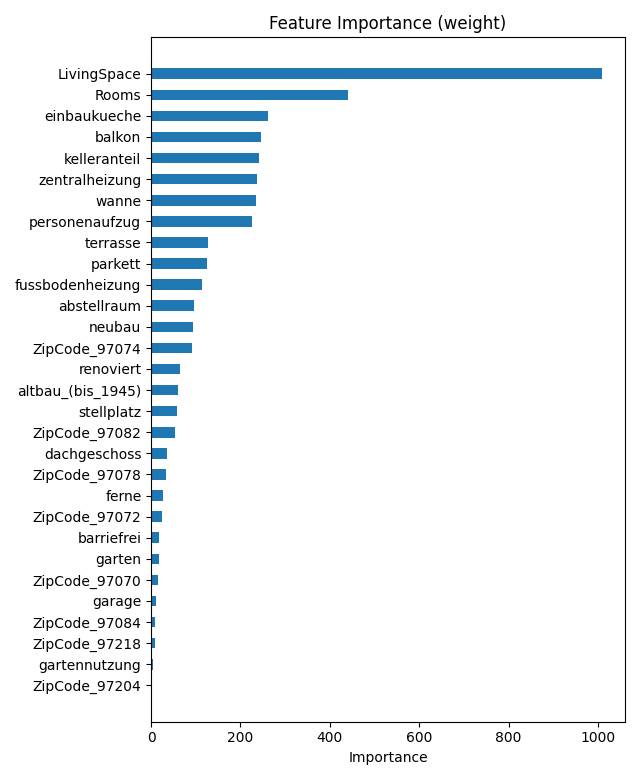 Feature Importance (weight)
LivingSpace
Rooms
einbaukueche
balkon
kelleranteil
zentralheizung
wanne
personenaufzug
terrasse
parkett
fussbodenheizung
abstellraum
neubau
ZipCode_97074
renoviert
altbau_(bis_1945)
stellplatz
ZipCode_97082
dachgeschoss
ZipCode_97078
ferne
ZipCode_97072
barriefrei
garten
ZipCode_97070
garage
ZipCode_97084
ZipCode_97218
gartennutzung
ZipCode_97204
0 200 400 600 800 1000
Importance